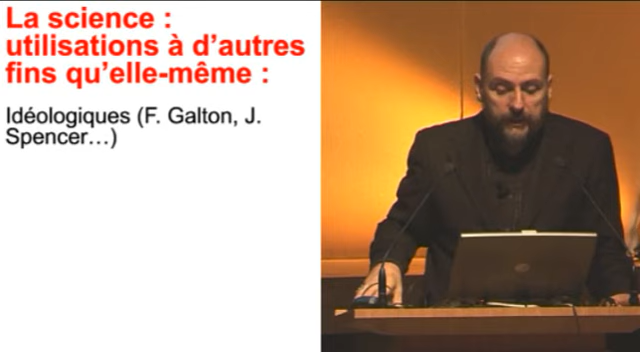 La science :
utilisations à d’autres
fins qu’elle-même :
Idéologiques (F. Galton, J.
Spencer…)